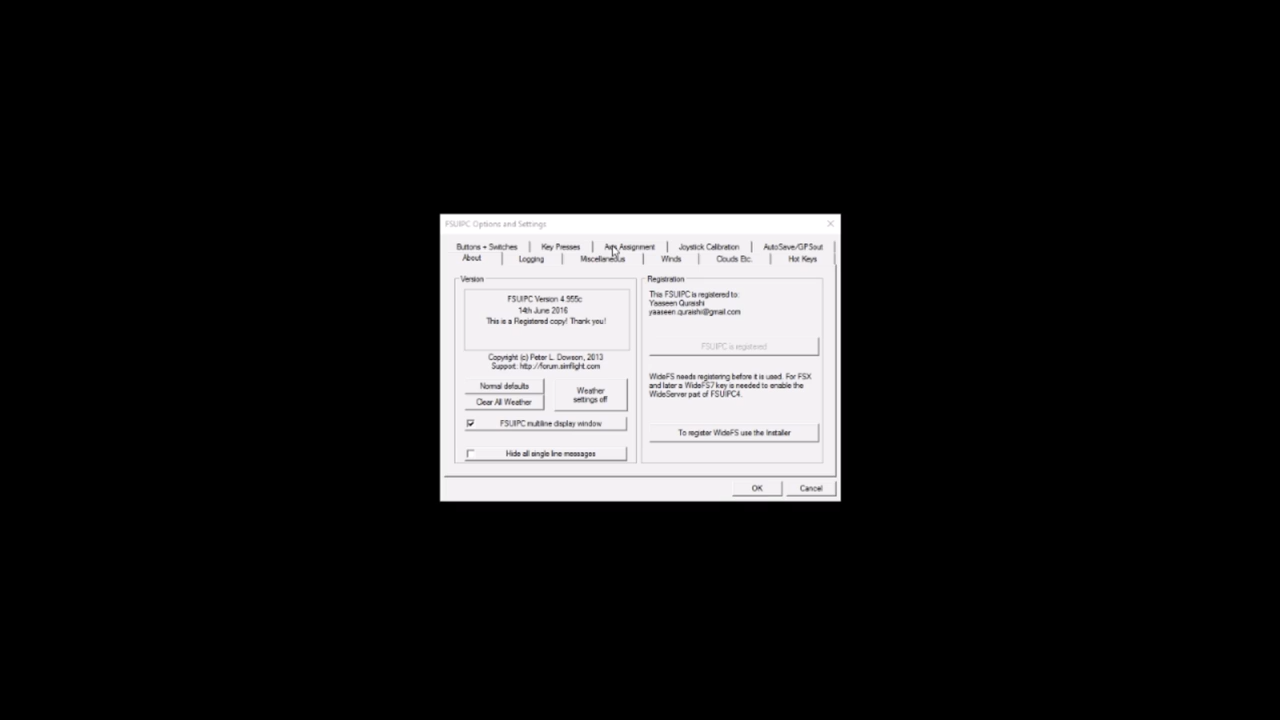 FSUIPC Options and Settings
Buttons + Switches Key Presses Axis Assignment Joystick Calibration AutoSave/GPSout
About Logging Miscellaneous Winds Clouds Etc. Hot Keys
Version
FSUIPC Version 4.955c
14th June 2016
This is a Registered copy! Thank you!
Copyright (c) Peter L. Dowson, 2013
Support: http://forum.simflight.com
Normal defaults
Clear All Weather
Weather
settings off
FSUIPC multiline display window
Hide all single line messages
Registration
This FSUIPC is registered to:
Yaaseen Quraishi
yaaseen.quraishi@gmail.com
FSUIPC is registered
WideFS needs registering before it is used. For FSX
and later a WideFS7 key is needed to enable the
WideServer part of FSUIPC4.
To register WideFS use the Installer
OK Cancel